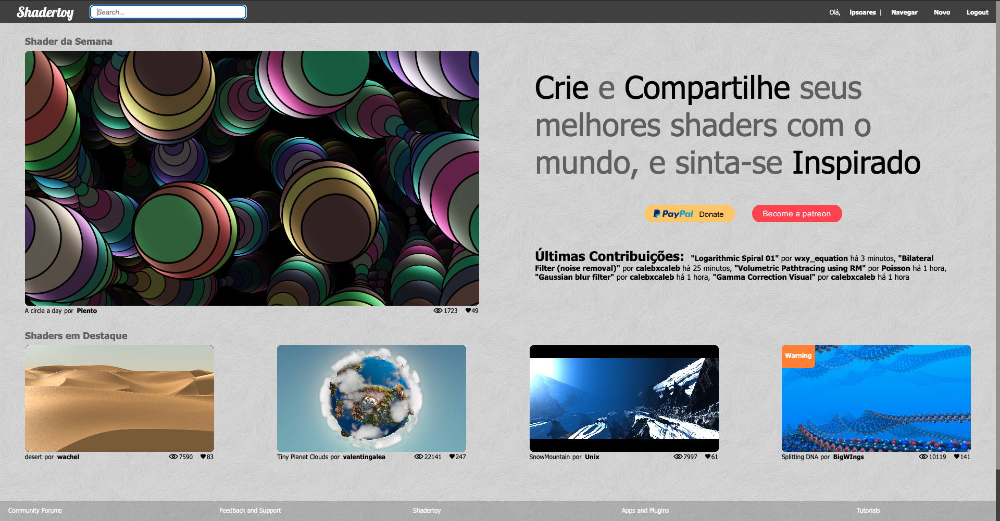 Shadertoy
Search...
Olá, Ipsoares | Navegar Novo Logout
Shader da Semana
Crie e Compartilhe seus
melhores shaders com o
mundo, e sinta-se Inspirado
PayPal Donate Become a patreon
Últimas Contribuições: "Logarithmic Spiral 01" por wxy_equation há 3 minutos, "Bilateral
Filter (noise removal)" por calebxcaleb há 25 minutos, "Volumetric Pathtracing using RM" por Poisson há 1 hora,
"Gaussian blur filter" por calebxcaleb há 1 hora, "Gamma Correction Visual" por calebxcaleb há 1 hora
A circle a day por Plento 1723 ♥49
Shaders em Destaque
Warning
desert por wachel 7590 ♥83
Tiny Planet Clouds por valentingalea 22141 ♥247
SnowMountain por Unix 7997 ♥61
Splitting DNA por BigWIngs 10119 ♥141
Community Forums Feedback and Support Shadertoy Apps and Plugins Tutorials